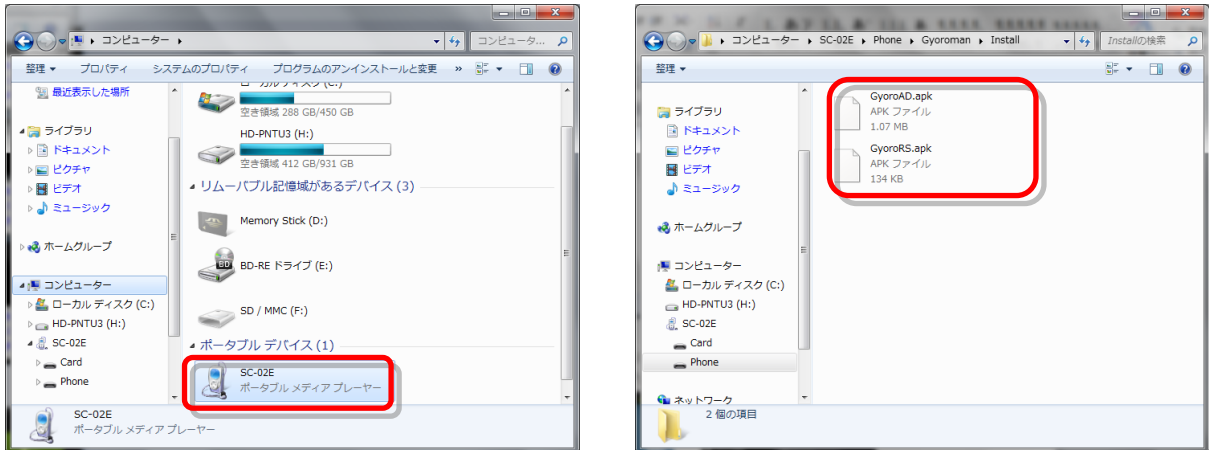 コンピューター
コンピュータ...
整理 プロパティ システムのプロパティ プログラムのアンインストールと変更 »
最近表示した場所
ライブラリ
ドキュメント
ピクチャ
ビデオ
ミュージック
ホームグループ
コンピューター
ローカル ディスク (C:)
HD-PNTU3 (H:)
SC-02E
Card
Phone
ローカル ディスク (C:)
空き領域 288 GB/450 GB
HD-PNTU3 (H:)
空き領域 412 GB/931 GB
リムーバブル記憶域があるデバイス (3)
Memory Stick (D:)
BD
BD-RE ドライブ (E:)
SD / MMC (F:)
ポータブル デバイス (1)
SC-02E
ポータブル メディア プレーヤー
SC-02E
ポータブル メディア プレーヤー
コンピューター SC-02E Phone Gyoroman Install
Installの検索
整理
ライブラリ
ドキュメント
ピクチャ
ビデオ
ミュージック
ホームグループ
コンピューター
ローカル ディスク (C:)
HD-PNTU3 (H:)
SC-02E
Card
Phone
ネットワーク
GyoroAD.apk
APK ファイル
1.07 MB
GyoroRS.apk
APK ファイル
134 KB
2 個の項目